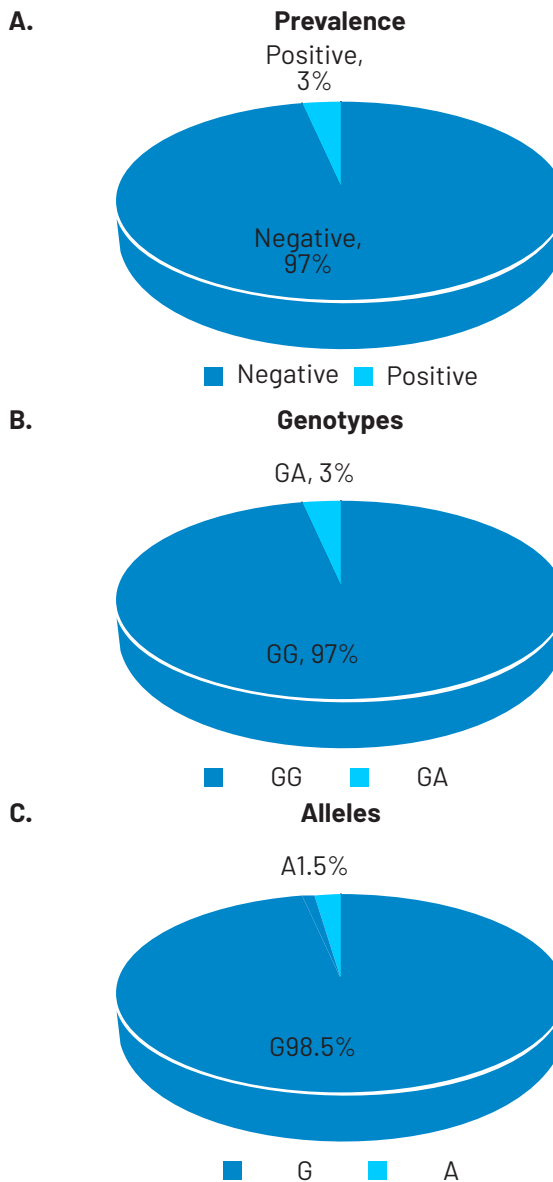 A. Prevalence
Positive,
3%
Negative,
97%
Negative Positive
B. Genotypes
GA, 3%
GG, 97%
GG GA
C. Alleles
A1.5%
G98.5%
G A